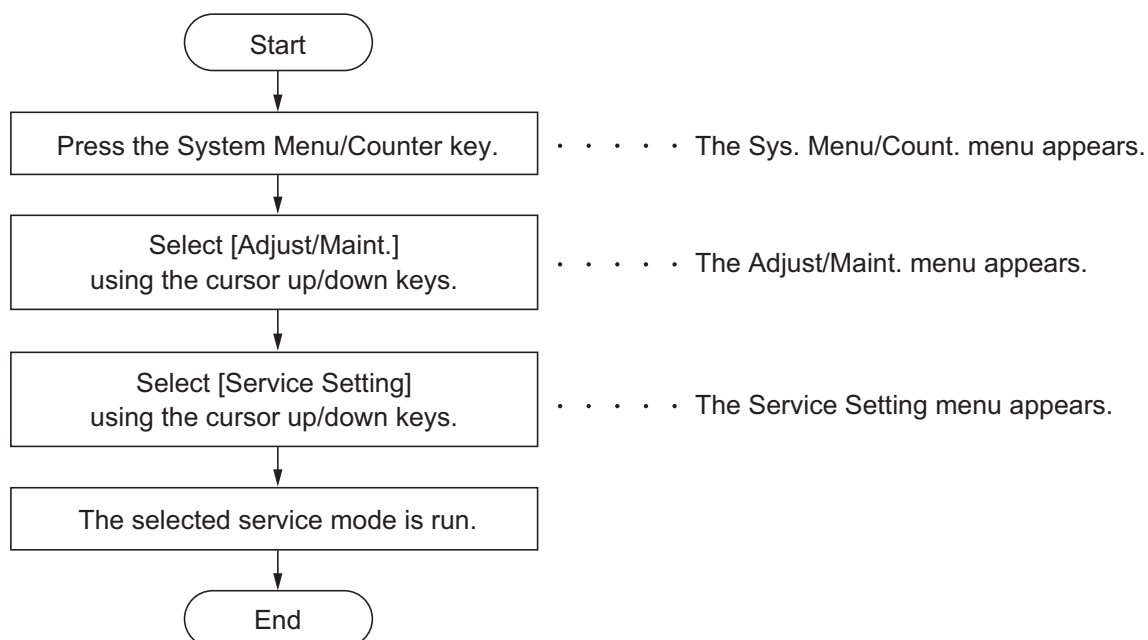 Start
Press the System Menu/Counter key.
· · · · · The Sys. Menu/Count. menu appears.
Select [Adjust/Maint.]
using the cursor up/down keys.
· · · · · The Adjust/Maint. menu appears.
Select [Service Setting]
using the cursor up/down keys.
· · · · · The Service Setting menu appears.
The selected service mode is run.
End